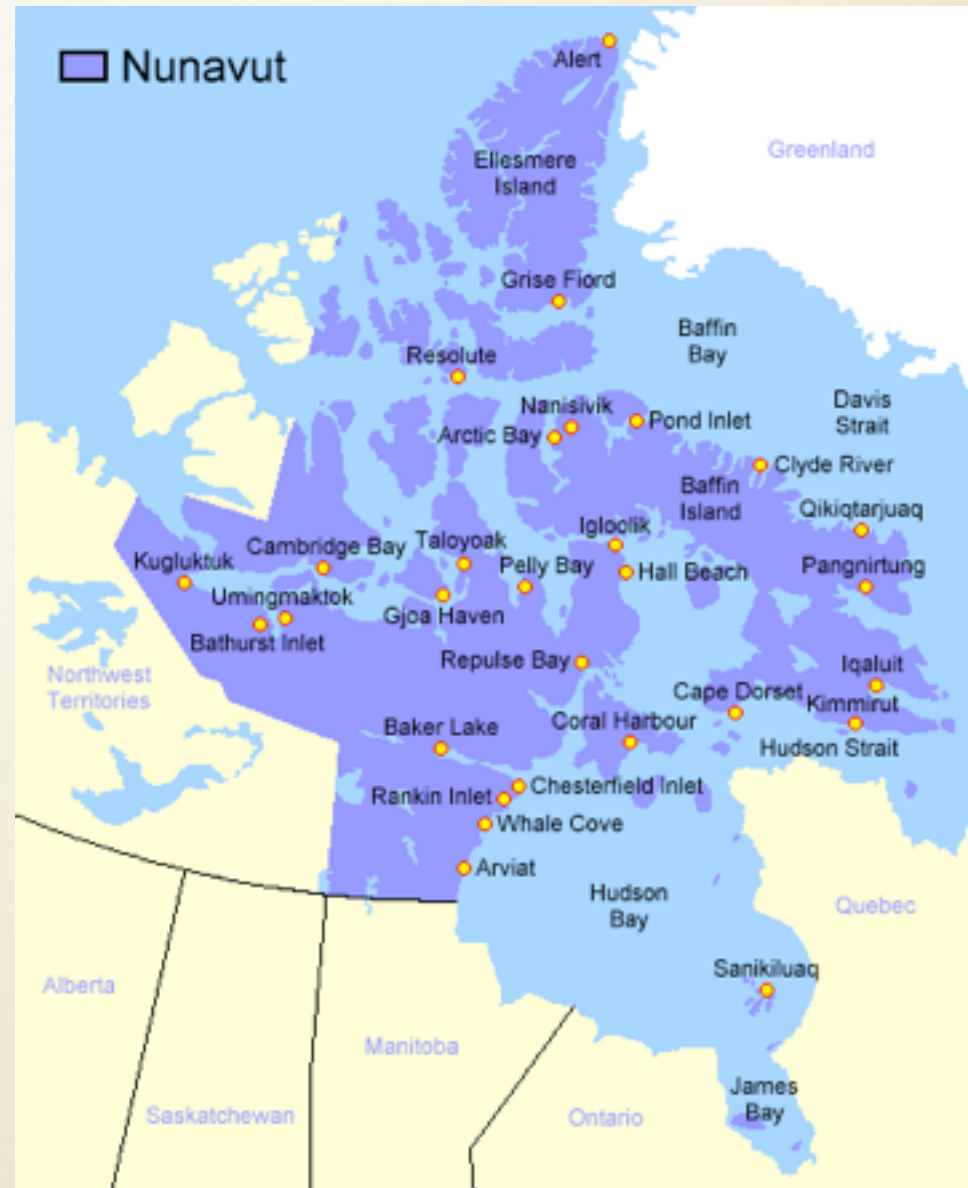 Nunavut
Alert
Greenland
Ellesmere
Island
Grise Fiord
Baffin
Bay
Resolute
Davis
Strait
Nanisivik
Pond Inlet
Arctic Bay
Clyde River
Baffin
Island
Qikiqtarjuaq
Igloolik
Taloyoak
Cambridge Bay
Kugluktuk
Pelly Bay
Hall Beach
Pangnirtung
Umingmaktok
Gjoa Haven
Bathurst Inlet
Repulse Bay
Iqaluit
Northwest
Territories
Cape Dorset
Kimmirut
Baker Lake
Coral Harbour
Hudson Strait
Chesterfield Inlet
Rankin Inlet
Whale Cove
Arviat
Hudson
Bay
Quebec
Sanikiluaq
Alberta
Manitoba
James
Bay
Saskatchewan
Ontario